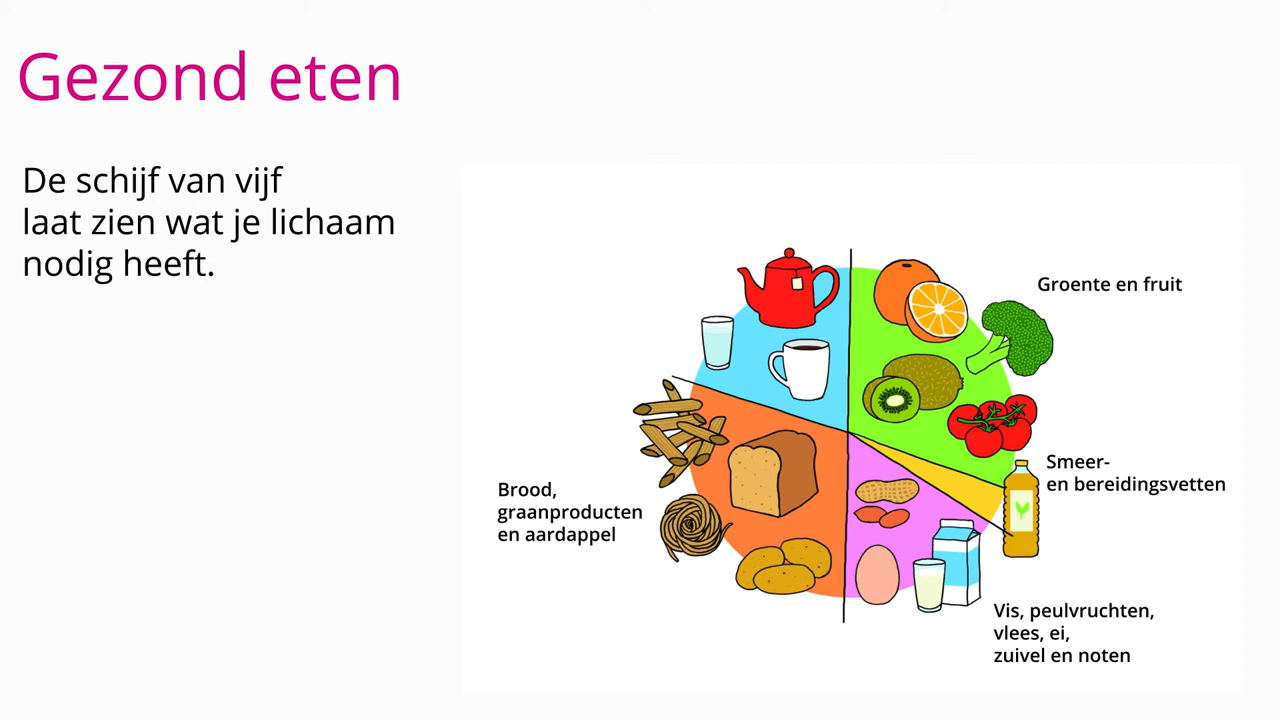 Gezond eten
De schijf van vijf
laat zien wat je lichaam
nodig heeft.
Groente en fruit
Smeer-
en bereidingsvetten
Brood,
graanproducten
en aardappel
Vis, peulvruchten,
vlees, ei,
zuivel en noten